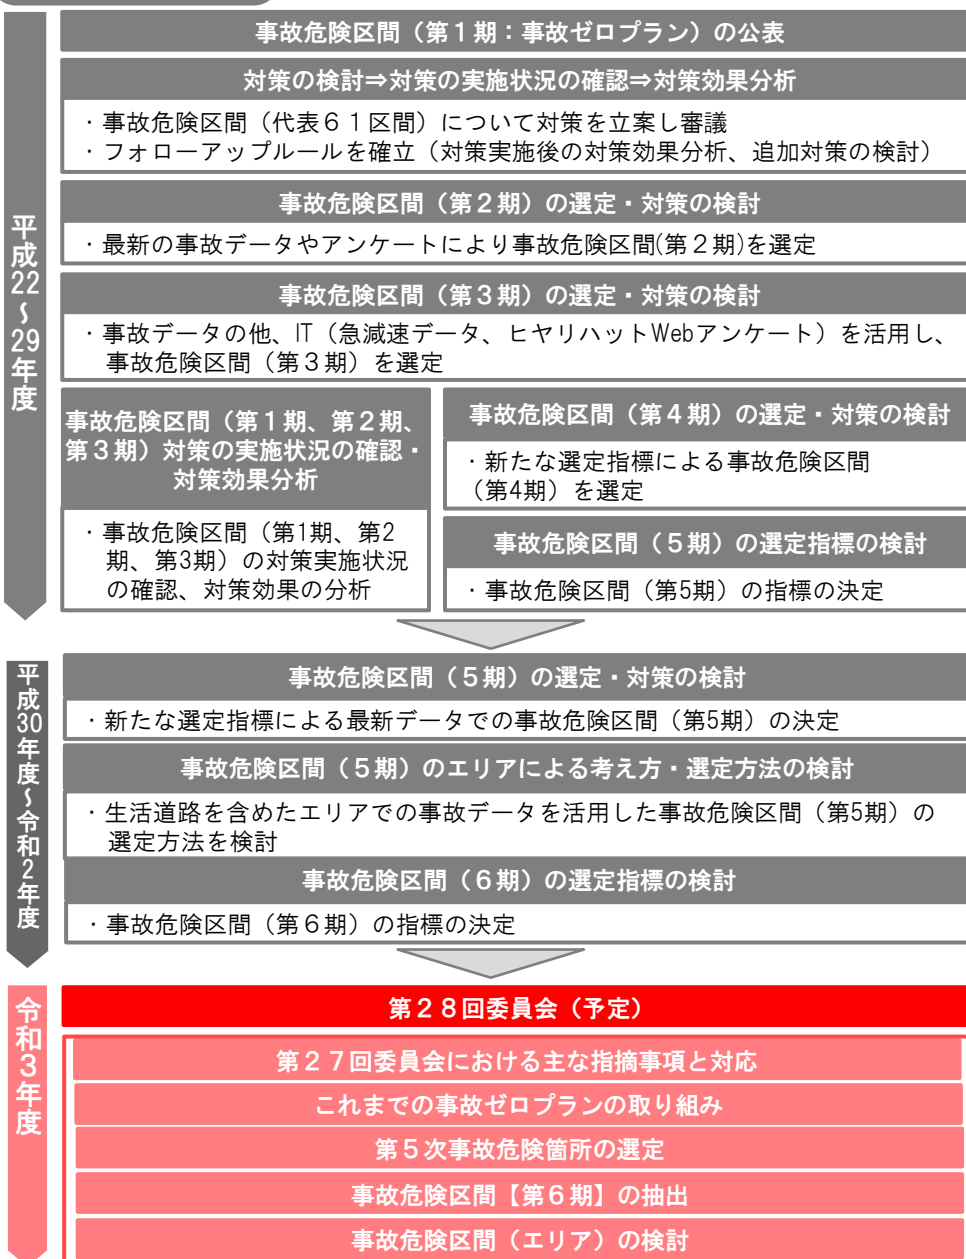 平成22～29年度
事故危険区間（第１期：事故ゼロプラン）の公表
対策の検討⇒対策の実施状況の確認⇒対策効果分析
・事故危険区間（代表６１区間）について対策を立案し審議
・フォローアップルールを確立（対策実施後の対策効果分析、追加対策の検討）
事故危険区間（第２期）の選定・対策の検討
・最新の事故データやアンケートにより事故危険区間(第２期)を選定
事故危険区間（第３期）の選定・対策の検討
・事故データの他、IT（急減速データ、ヒヤリハットWebアンケート）を活用し、
事故危険区間（第３期）を選定
事故危険区間（第１期、第２期、
第３期）対策の実施状況の確認・
対策効果分析
・事故危険区間（第1期、第2
期、第3期）の対策実施状況
の確認、対策効果の分析
事故危険区間（第４期）の選定・対策の検討
・新たな選定指標による事故危険区間
（第4期）を選定
事故危険区間（５期）の選定指標の検討
・事故危険区間（第5期）の指標の決定
平成30年度～令和2年度
事故危険区間（５期）の選定・対策の検討
・新たな選定指標による最新データでの事故危険区間（第5期）の決定
事故危険区間（５期）のエリアによる考え方・選定方法の検討
・生活道路を含めたエリアでの事故データを活用した事故危険区間（第5期）の
選定方法を検討
事故危険区間（６期）の選定指標の検討
・事故危険区間（第６期）の指標の決定
令和3年度
第２８回委員会（予定）
第２７回委員会における主な指摘事項と対応
これまでの事故ゼロプランの取り組み
第５次事故危険箇所の選定
事故危険区間【第６期】の抽出
事故危険区間（エリア）の検討